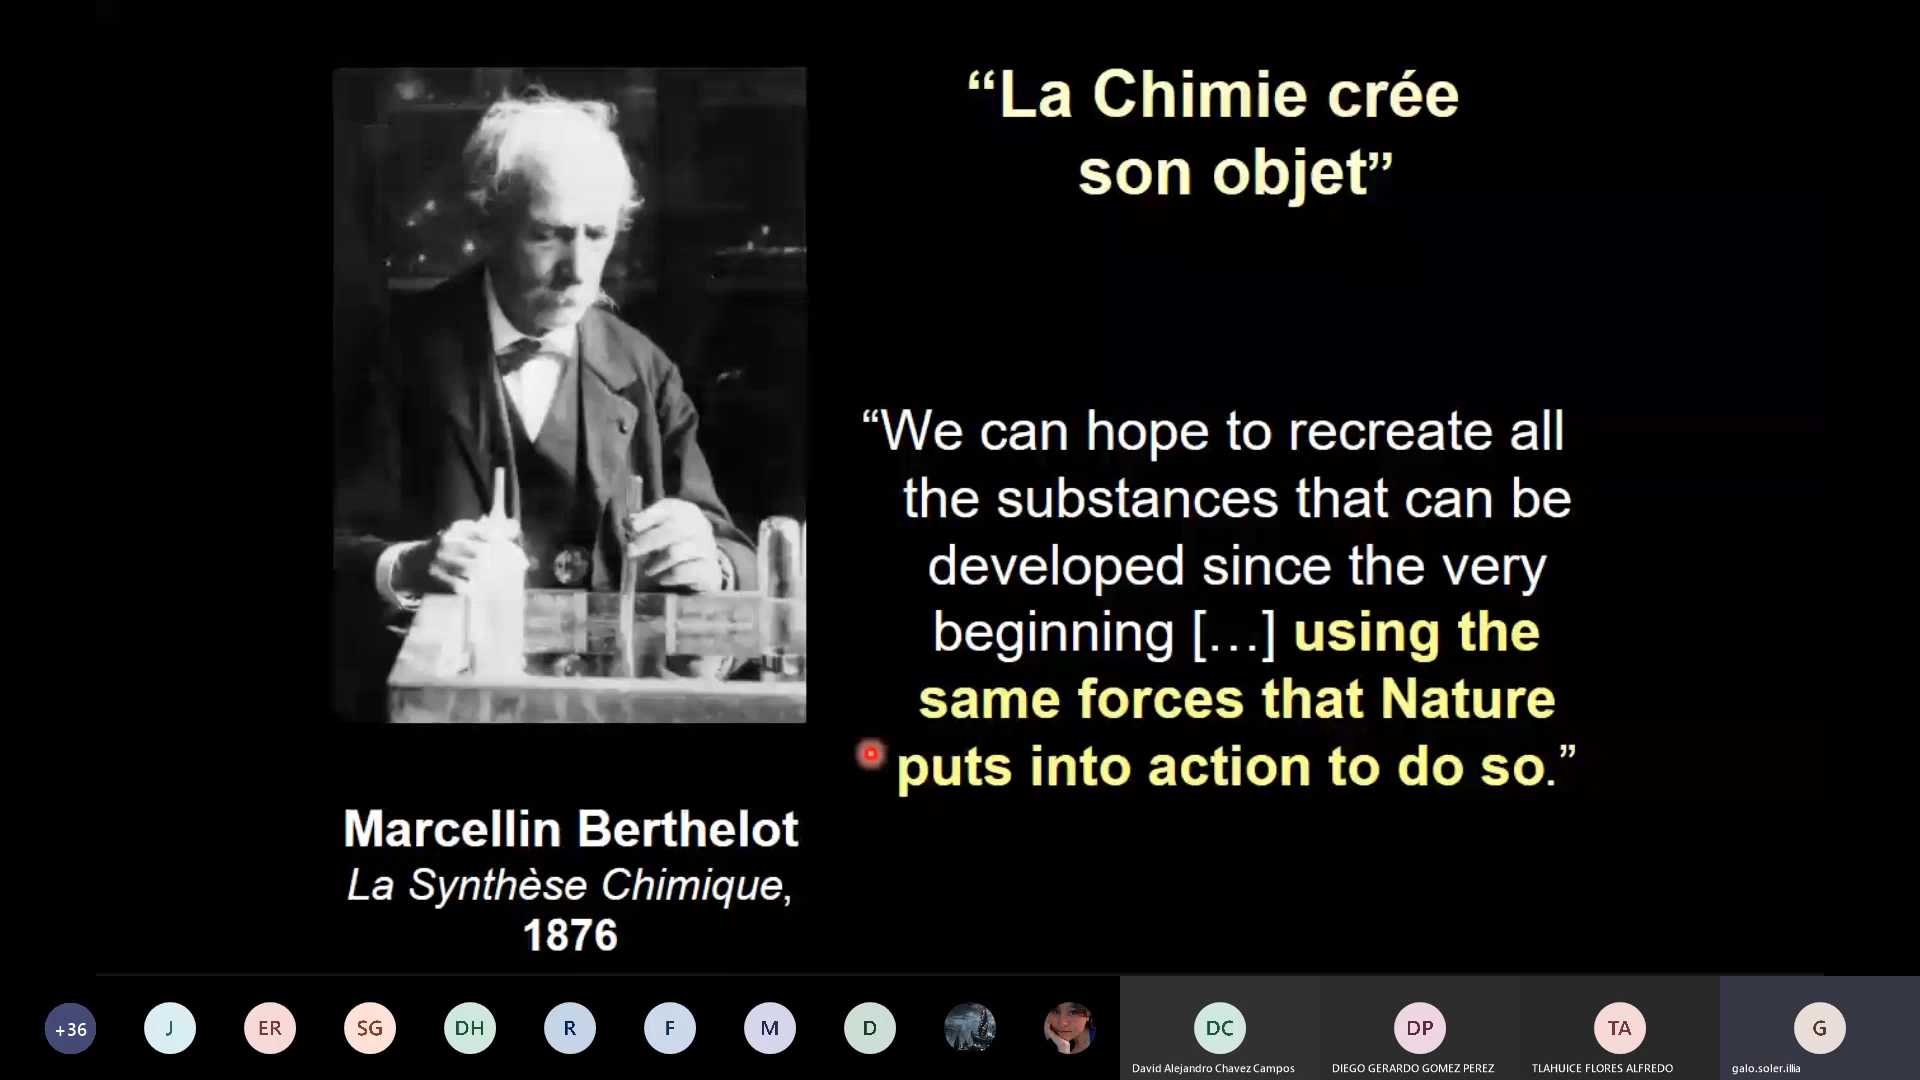 “La Chimie crée
son objet”
“We can hope to recreate all
the substances that can be
developed since the very
beginning […] using the
same forces that Nature
puts into action to do so.”
Marcellin Berthelot
La Synthèse Chimique,
1876
+36
J
ER
SG
DH
R
F
M
D
DC
David Alejandro Chavez Campos
DP
DIEGO GERARDO GOMEZ PEREZ
TA
TLAHUICE FLORES ALFREDO
G
galo.soler.illia